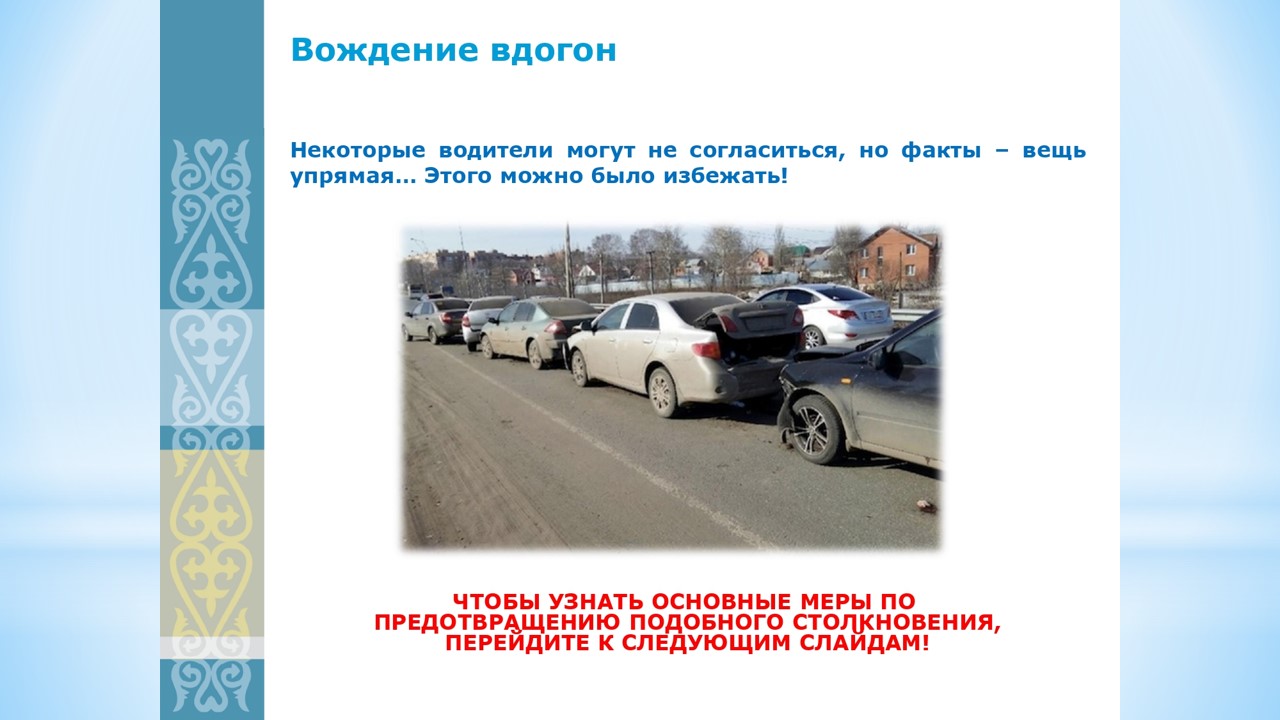 Вождение вдогон
Некоторые водители могут не согласиться, но факты – вещь
упрямая... Этого можно было избежать!
ЧТОБЫ УЗНАТЬ ОСНОВНЫЕ МЕРЫ ПО
ПРЕДОТВРАЩЕНИЮ ПОДОБНОГО СТОЛКНОВЕНИЯ,
ПЕРЕЙДИТЕ К СЛЕДУЮЩИМ СЛАЙДАМ!